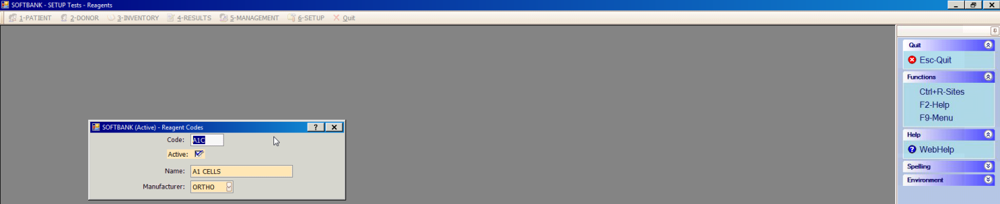 SOFTBANK - SETUP Tests - Reagents
1-PATIENT 2-DONOR 3-INVENTORY 4-RESULTS 5-MANAGEMENT 6-SETUP Quit
Quit
Esc-Quit
Functions
Ctrl+R-Sites
F2-Help
F9-Menu
Help
WebHelp
Spelling
Environment
SOFTBANK (Active) - Reagent Codes
Code: A1C
Active:
Name: A1 CELLS
Manufacturer: ORTHO